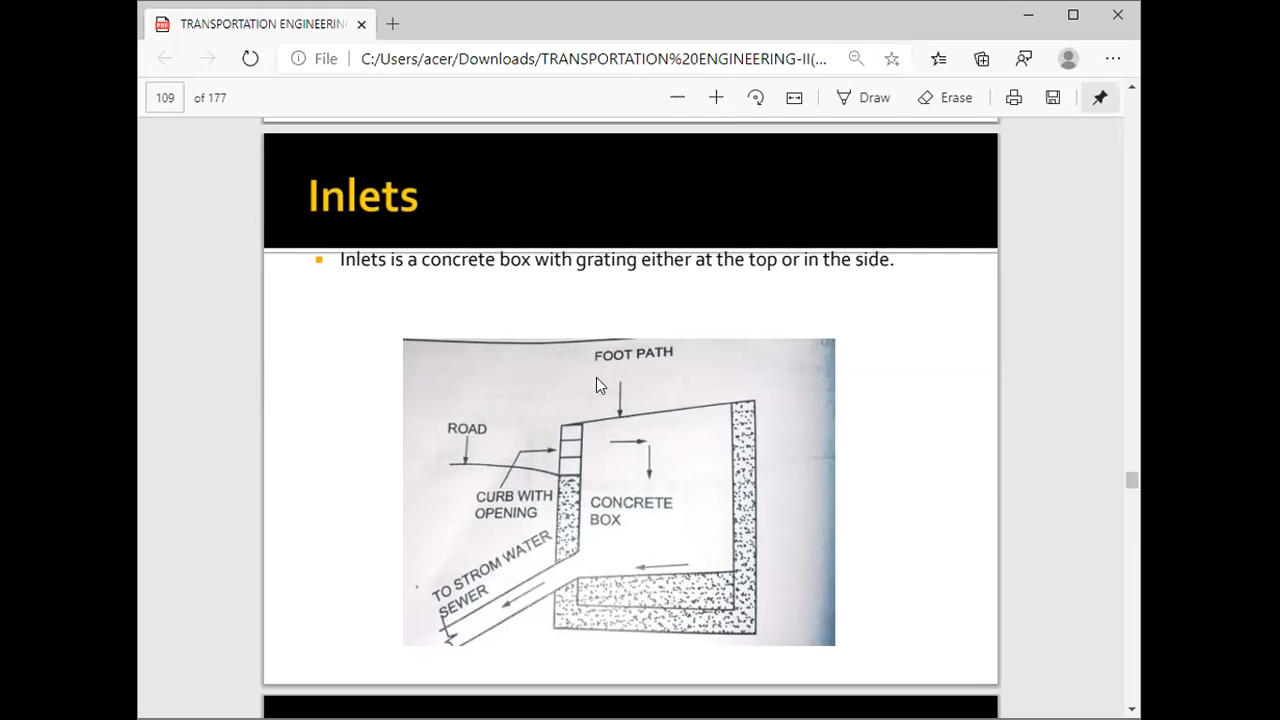 TRANSPORTATION ENGINEERIN
File
C:/Users/acer/Downloads/TRANSPORTATION%20ENGINEERING-II(...
109 of 177
Draw
Erase
Inlets
Inlets is a concrete box with grating either at the top or in the side.
FOOT PATH
ROAD
CURB WITH
OPENING
CONCRETE
BOX
TO STROM WATER
SEWER